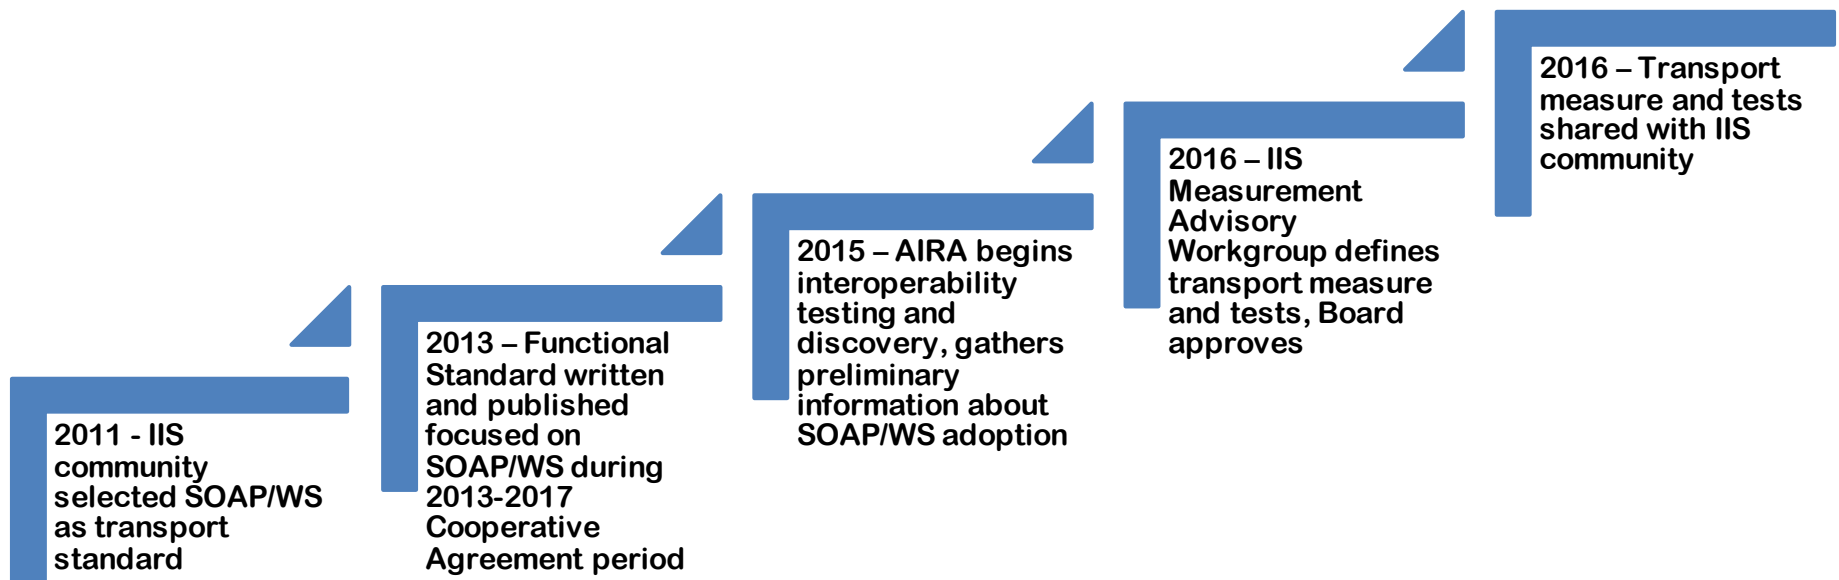 2011 - IIS
community
selected SOAP/WS
as transport
standard
2013 – Functional
Standard written
and published
focused on
SOAP/WS during
2013-2017
Cooperative
Agreement period
2015 – AIRA begins
interoperability
testing and
discovery, gathers
preliminary
information about
SOAP/WS adoption
2016 – IIS
Measurement
Advisory
Workgroup defines
transport measure
and tests, Board
approves
2016 – Transport
measure and tests
shared with IIS
community